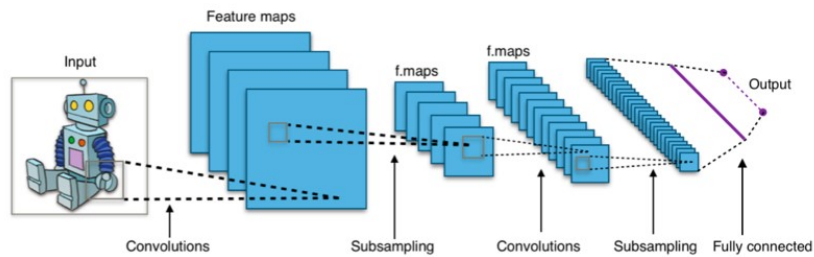 Feature maps
Input
f.maps
f.maps
Output
Convolutions
Subsampling
Convolutions
Subsampling
Fully connected